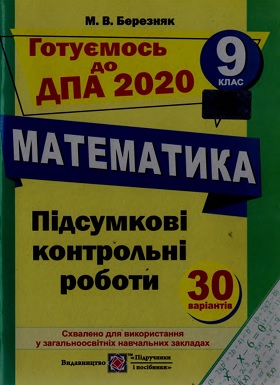 М. В. Березняк
Готуємось
до
ДПА 2020
9
КЛАС
МАТЕМАТИКА
Підсумкові
контрольні
роботи
30
варіантів
Схвалено для використання
у загальноосвітніх навчальних закладах
Видавництво «Підручники
і посібники»